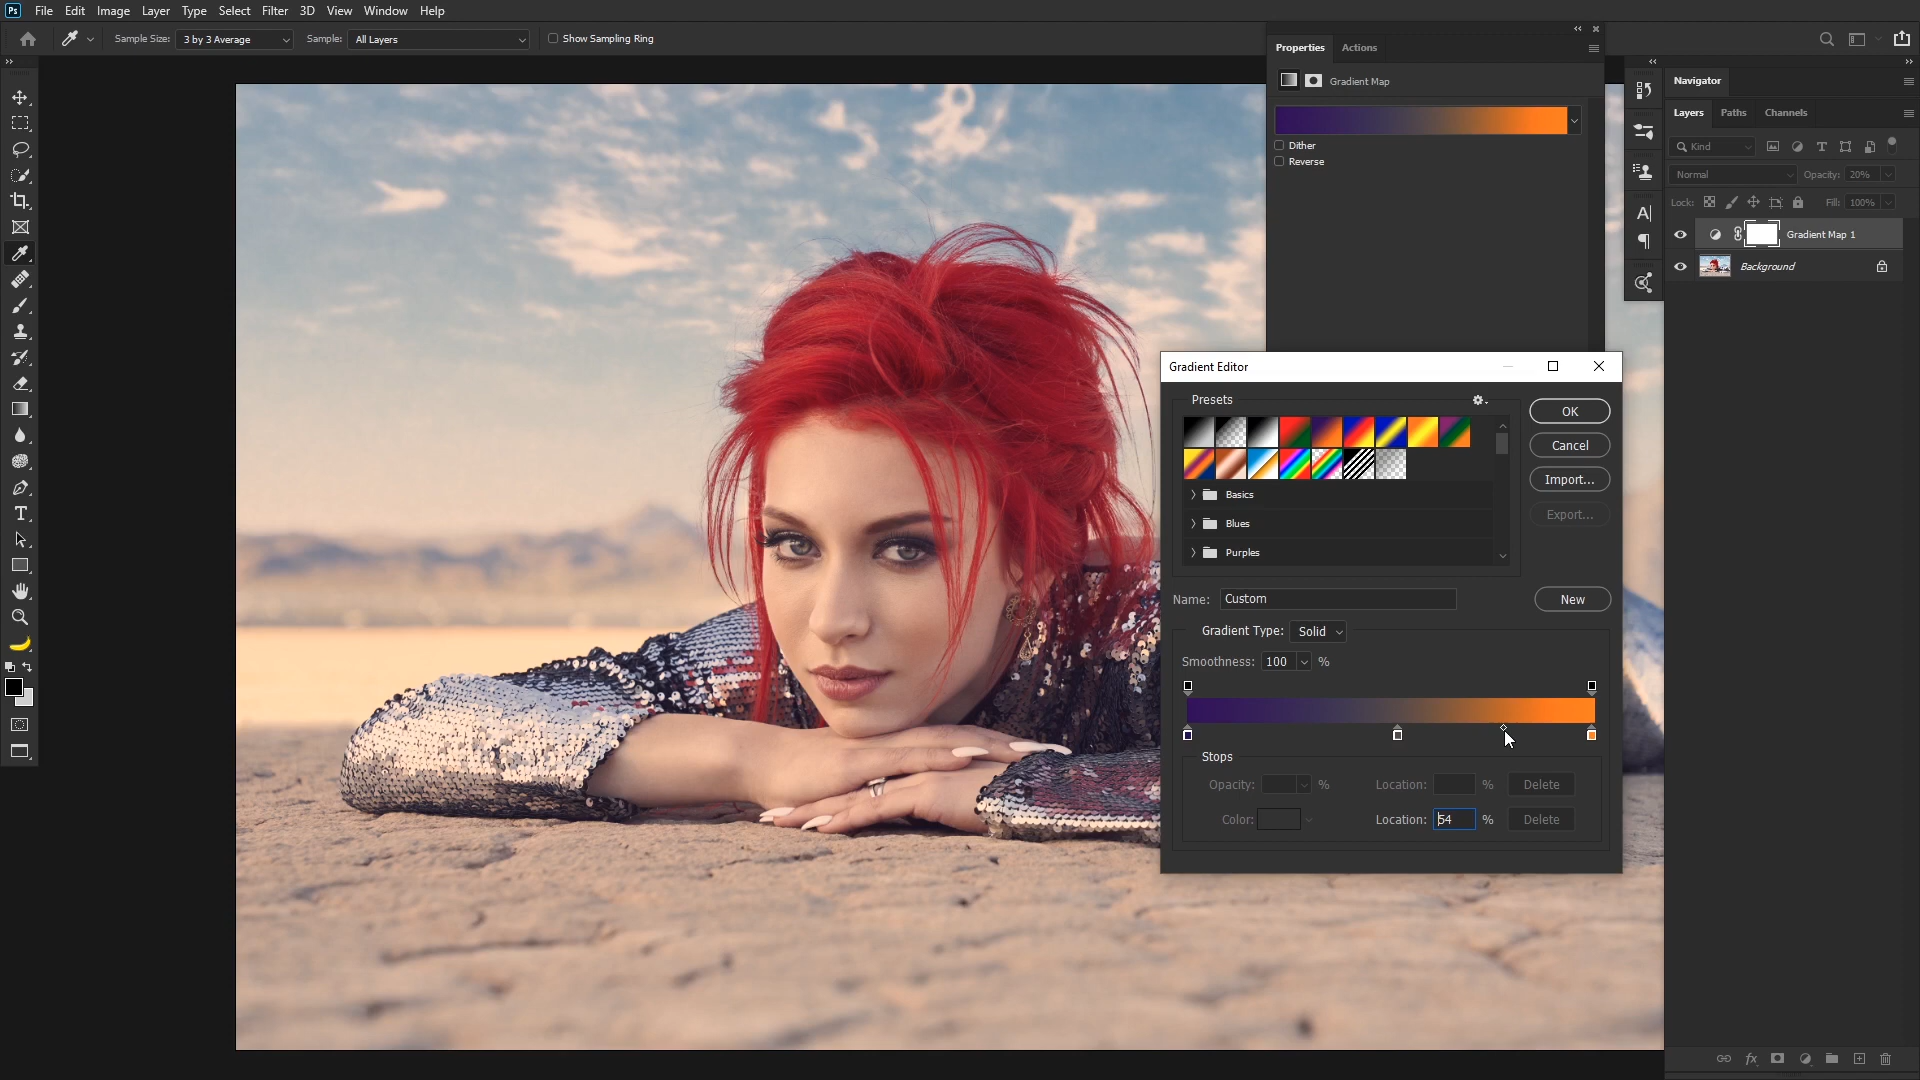 Ps File Edit Image Layer Type Select Filter 3D View Window Help
Sample Size: 3 by 3 Average Sample: All Layers Show Sampling Ring
Properties Actions
Gradient Map
Dither
Reverse
Navigator
Layers Paths Channels
Kind
Normal Opacity: 20%
Lock: Fill: 100%
Gradient Map 1
Background
Gradient Editor
Presets
OK
Cancel
Import...
Export...
Basics
Blues
Purples
Name: Custom New
Gradient Type: Solid
Smoothness: 100 %
Stops
Opacity: % Location: % Delete
Color: Location: 54 % Delete